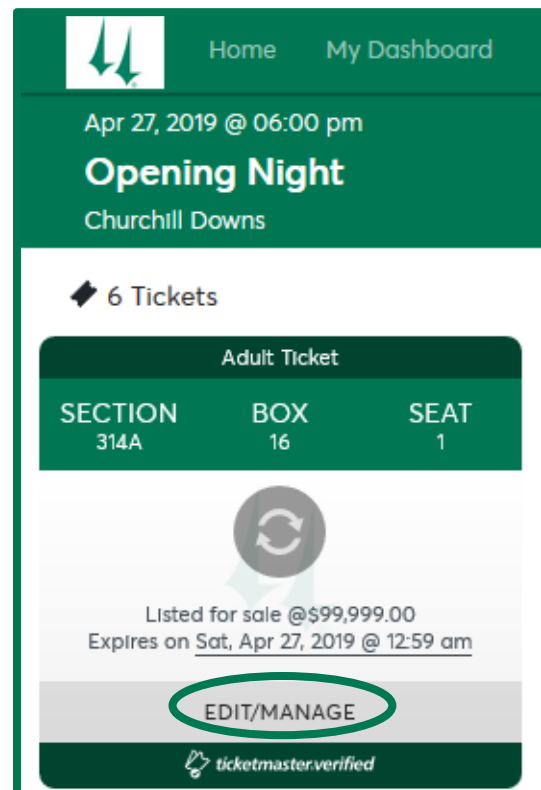 Home My Dashboard
Apr 27, 2019 @ 06:00 pm
Opening Night
Churchill Downs
6 Tickets
Adult Ticket
SECTION BOX SEAT
314A 16 1
Listed for sale @$99,999.00
Expires on Sat, Apr 27, 2019 @ 12:59 am
EDIT/MANAGE
ticketmaster.verified